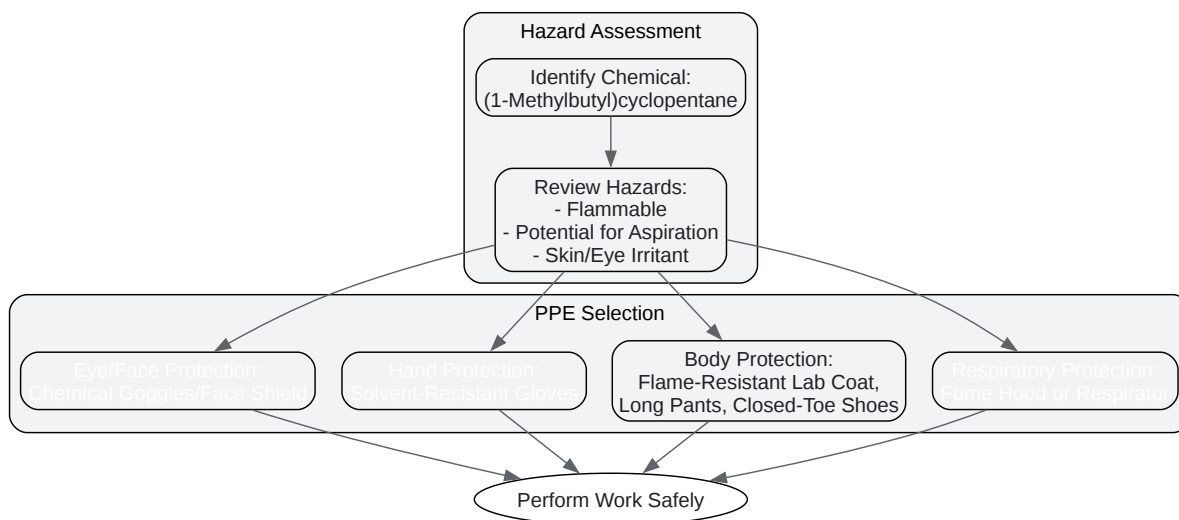 Hazard Assessment
Identify Chemical:
(1-Methylbutyl)cyclopentane
Review Hazards:
- Flammable
- Potential for Aspiration
- Skin/Eye Irritant
PPE Selection
Eye/Face Protection:
Chemical Goggles/Face Shield
Hand Protection:
Solvent-Resistant Gloves
Body Protection:
Flame-Resistant Lab Coat,
Long Pants, Closed-Toe Shoes
Respiratory Protection:
Fume Hood or Respirator
Perform Work Safely